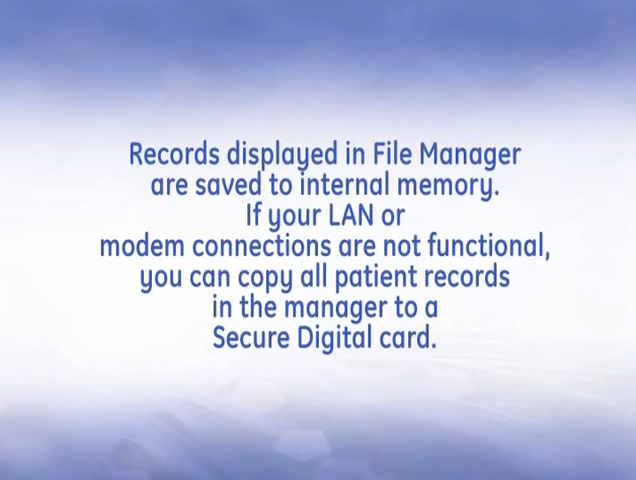 Records displayed in File Manager
are saved to internal memory.
If your LAN or
modem connections are not functional,
you can copy all patient records
in the manager to a
Secure Digital card.